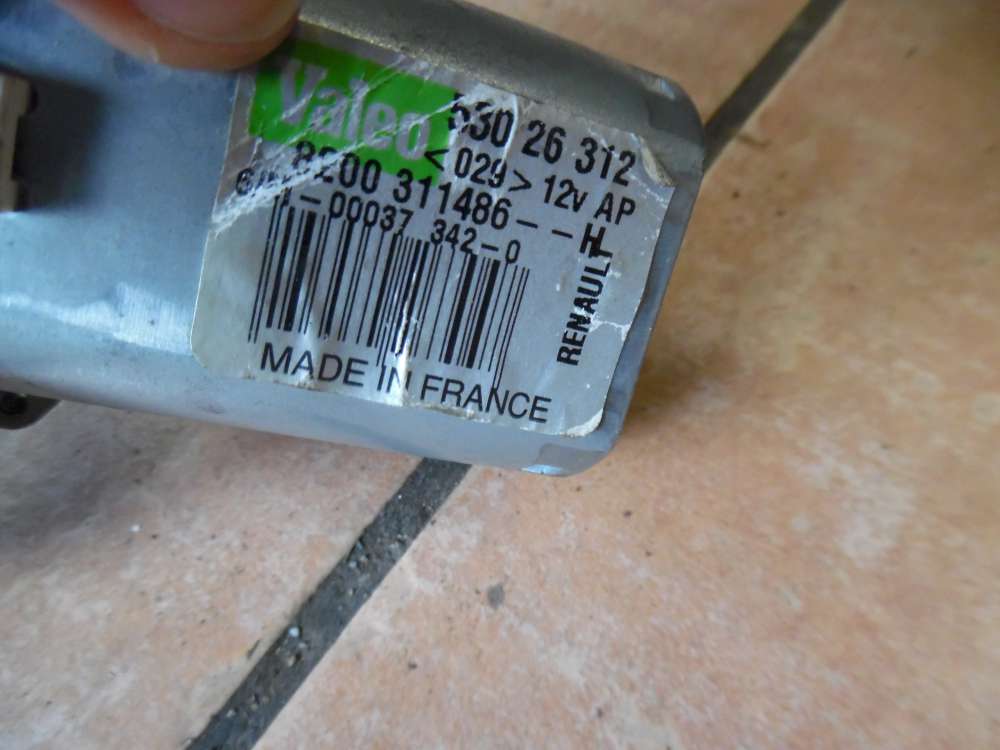 Valeo
530 26 312
<029> 12V AP
8200 311486--H
00037 342-0
RENAULT
MADE IN FRANCE